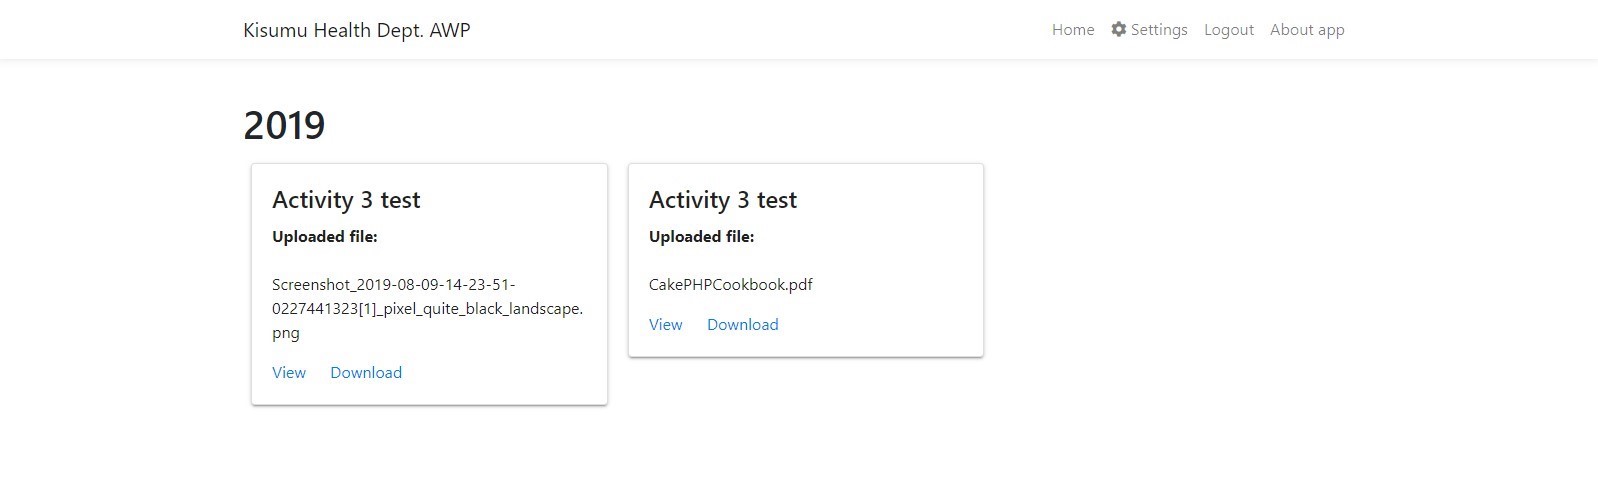 Kisumu Health Dept. AWP
Home Settings Logout About app
2019
Activity 3 test
Uploaded file:
Screenshot_2019-08-09-14-23-51-
0227441323[1]_pixel_quite_black_landscape.
png
View Download
Activity 3 test
Uploaded file:
CakePHPCookbook.pdf
View Download